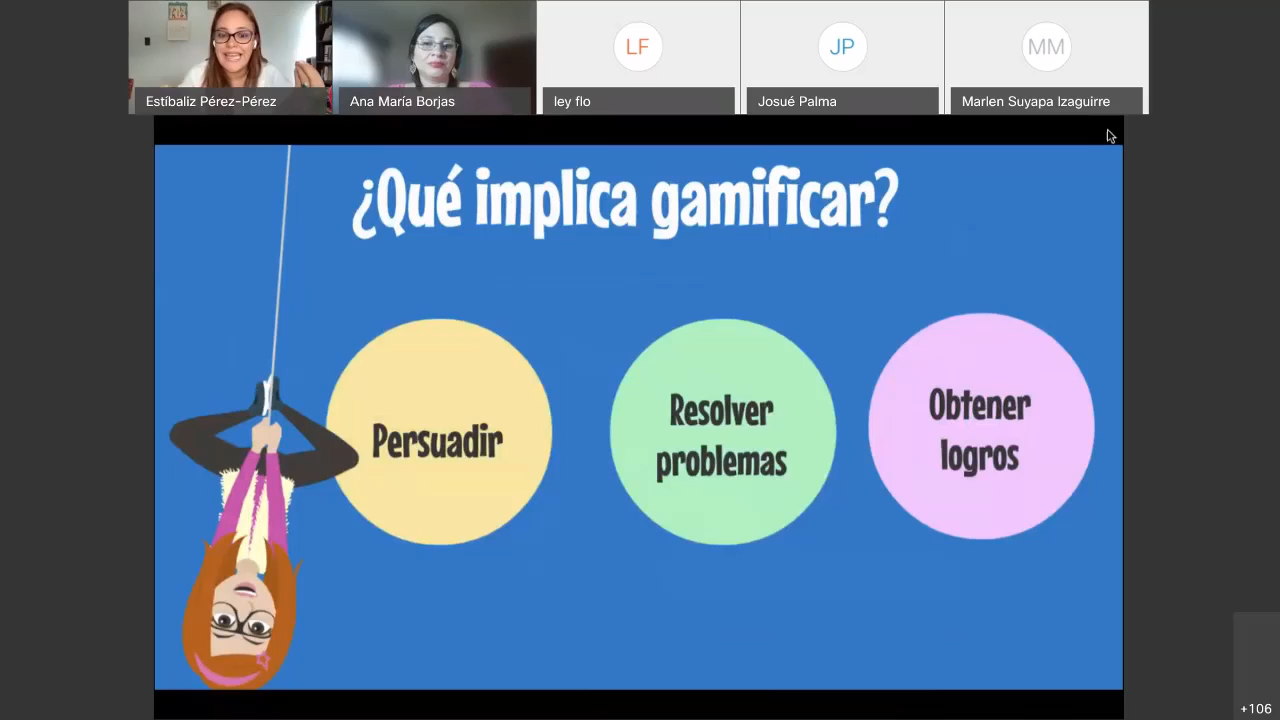 LF
JP
MM
Estíbaliz Pérez-Pérez
Ana María Borjas
ley flo
Josué Palma
Marlen Suyapa Izaguirre
¿Qué implica gamificar?
Persuadir
Resolver
problemas
Obtener
logros
+106